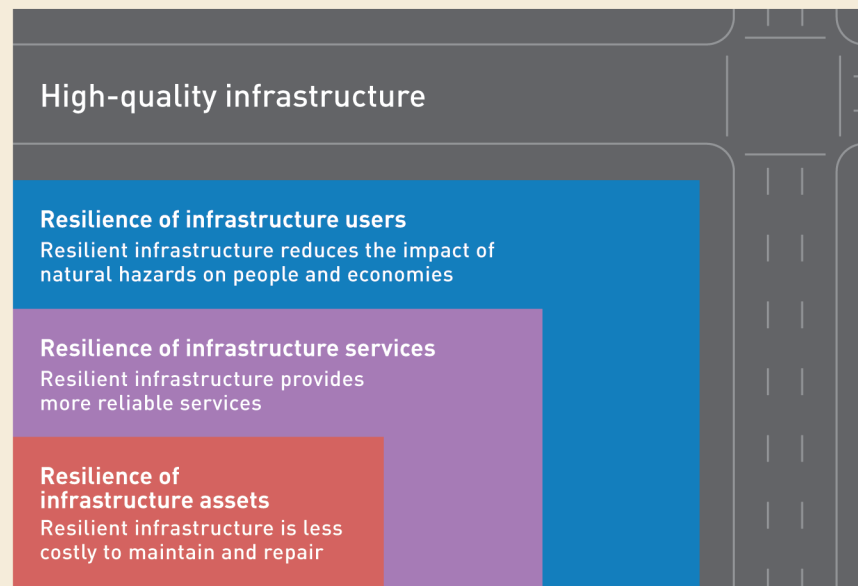 High-quality infrastructure
Resilience of infrastructure users
Resilient infrastructure reduces the impact of
natural hazards on people and economies
Resilience of infrastructure services
Resilient infrastructure provides
more reliable services
Resilience of
infrastructure assets
Resilient infrastructure is less
costly to maintain and repair